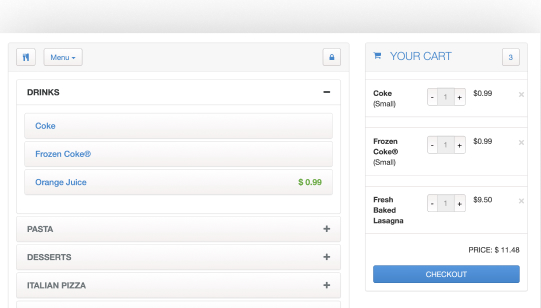 Menu
DRINKS
Coke
Frozen Coke®
Orange Juice $ 0.99
PASTA
DESSERTS
ITALIAN PIZZA
YOUR CART 3
Coke
(Small)
- 1 + $0.99 ×
Frozen
Coke®
(Small)
- 1 + $0.99 ×
Fresh
Baked
Lasagna
- 1 + $9.50 ×
PRICE: $ 11.48
CHECKOUT